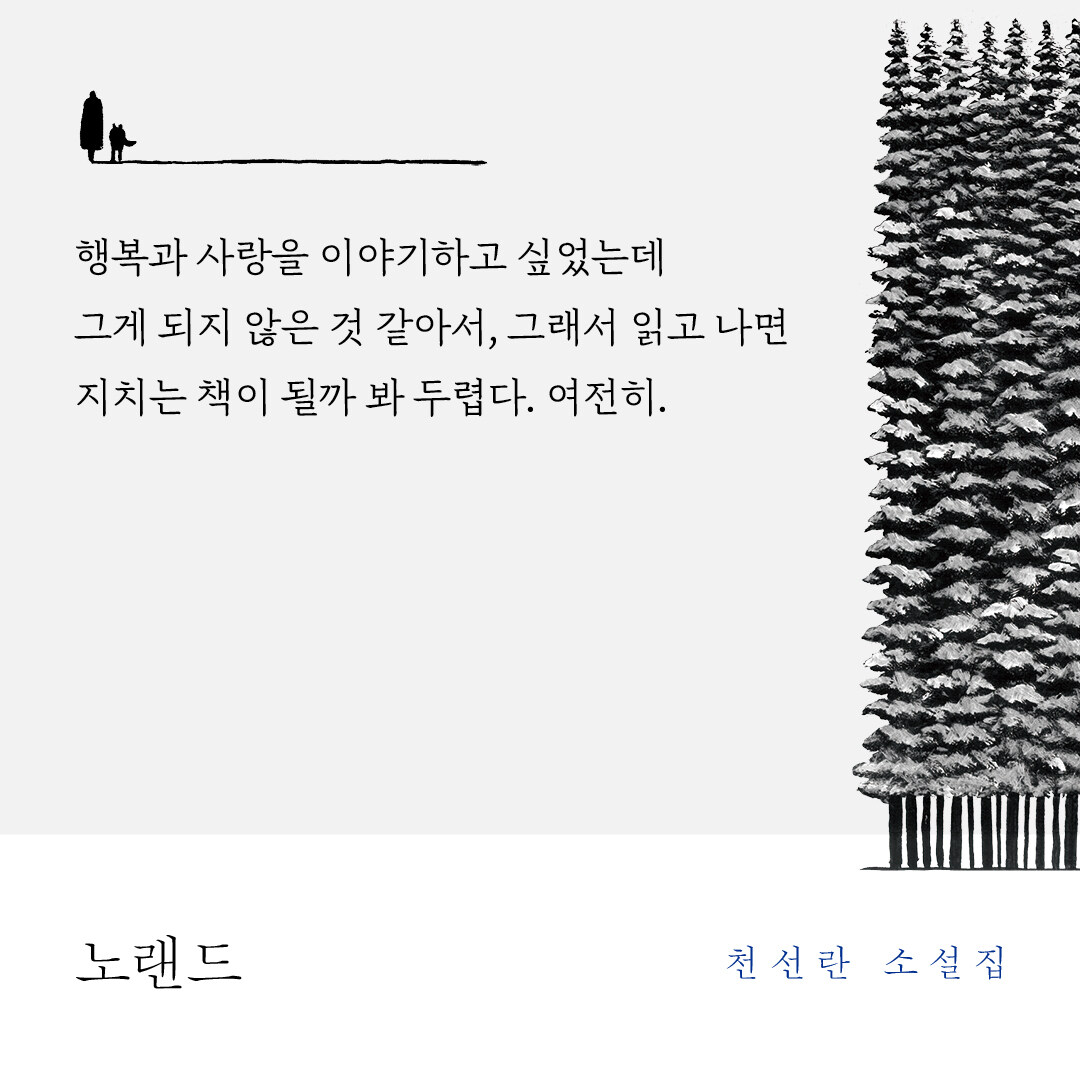 행복과 사랑을 이야기하고 싶었는데
그게 되지 않은 것 같아서, 그래서 읽고 나면
지치는 책이 될까 봐 두렵다. 여전히.
노랜드
천선란 소설집